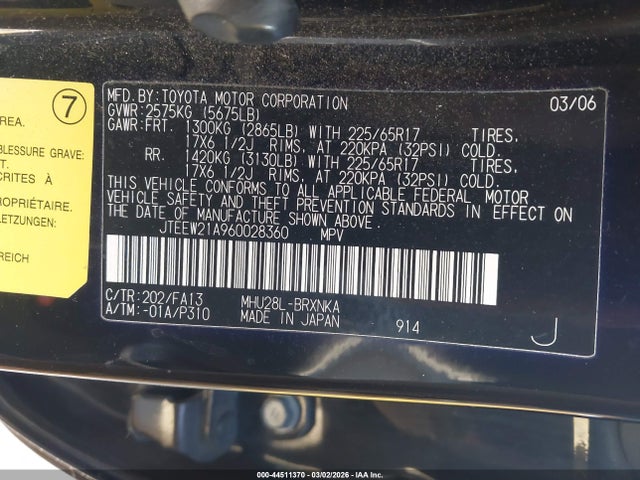 7
REA.
BLESSURE GRAVE:
T.
CRITES À
PROPRIÉTAIRE.
LETZUNGEN.
REICH
MFD. BY: TOYOTA MOTOR CORPORATION 03/06
GVWR: 2575KG (5675LB)
GAWR: FRT. 1300KG (2865LB) WITH 225/65R17 TIRES,
17X6 1/2J RIMS, AT 220KPA (32PSI) COLD.
RR. 1420KG (3130LB) WITH 225/65R17 TIRES,
17X6 1/2J RIMS, AT 220KPA (32PSI) COLD.
THIS VEHICLE CONFORMS TO ALL APPLICABLE FEDERAL MOTOR
VEHICLE SAFETY AND THEFT PREVENTION STANDARDS IN EFFECT ON
THE DATE OF MANUFACTURE SHOWN ABOVE.
JTEEW21A960028360 MPV
C/TR: 202/FA13 MHU28L-BRXNKA
A/TM: -01A/P310 MADE IN JAPAN 914 J
000-44511370 - 03/02/2026 - IAA Inc.